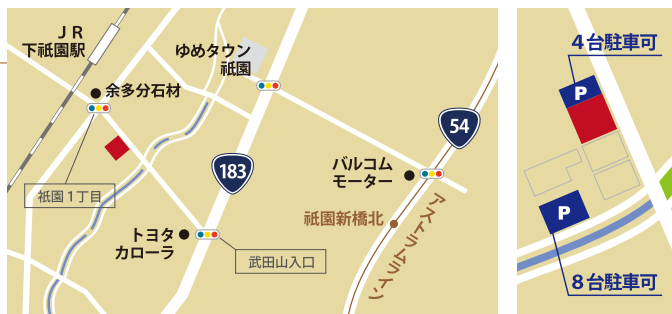 JR
下祇園駅
ゆめタウン
祇園
余多分石材
54
183
バルコム
モーター
祇園1丁目
祇園新橋北
アストラムライン
トヨタ
カローラ
武田山入口
4台駐車可
P
P
8台駐車可